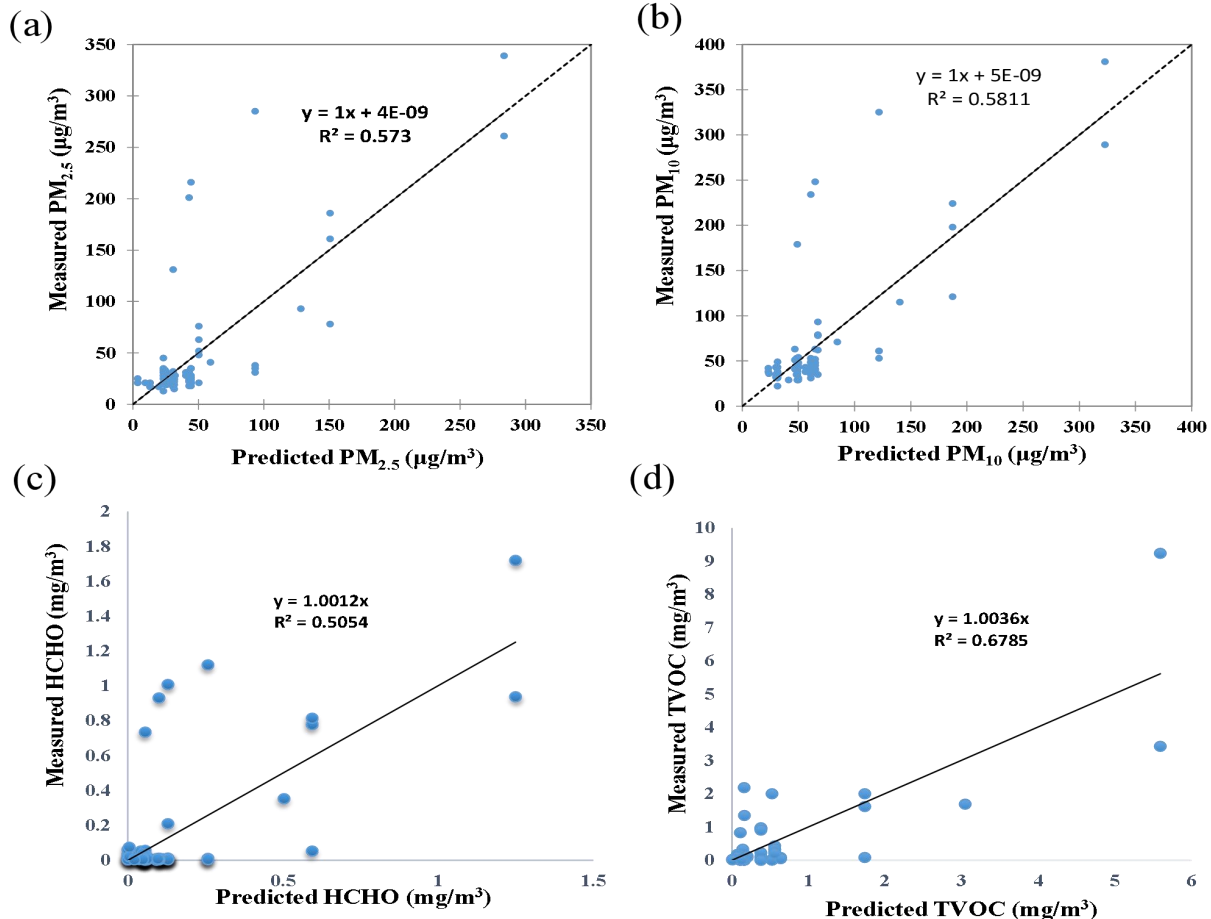 (a)
350
300
250
200
150
100
50
0
Measured PM2.5 (µg/m³)
y = 1x + 4E-09
R² = 0.573
0 50 100 150 200 250 300 350
Predicted PM2.5 (µg/m³)
(b)
400
350
300
250
200
150
100
50
0
Measured PM10 (µg/m³)
y = 1x + 5E-09
R² = 0.5811
0 50 100 150 200 250 300 350 400
Predicted PM10 (µg/m³)
(c)
2
1.8
1.6
1.4
1.2
1
0.8
0.6
0.4
0.2
0
Measured HCHO (mg/m³)
y = 1.0012x
R² = 0.5054
0 0.5 1 1.5
Predicted HCHO (mg/m³)
(d)
10
9
8
7
6
5
4
3
2
1
0
Measured TVOC (mg/m³)
y = 1.0036x
R² = 0.6785
0 1 2 3 4 5 6
Predicted TVOC (mg/m³)